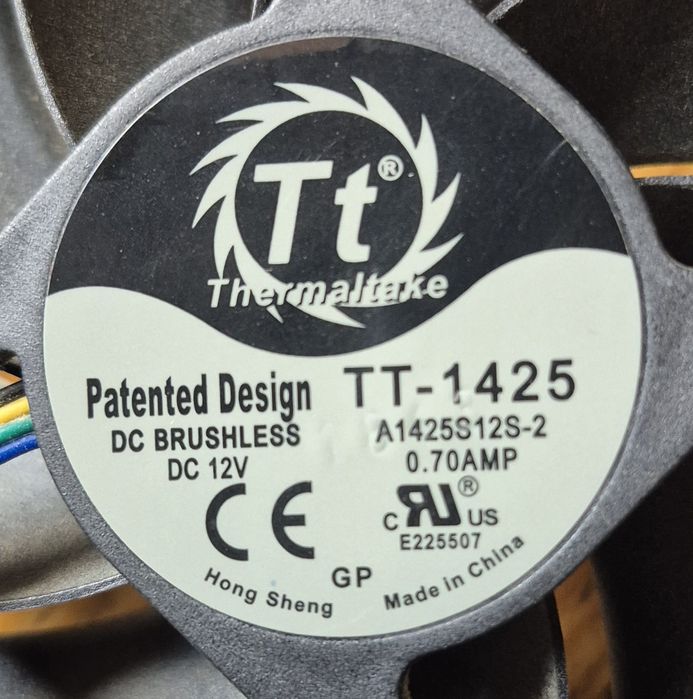 Tt®
Thermaltake
Patented Design
TT-1425
DC BRUSHLESS
A1425S12S-2
DC 12V
0.70AMP
CE
c RU® US
E225507
GP
Hong Sheng
Made in China